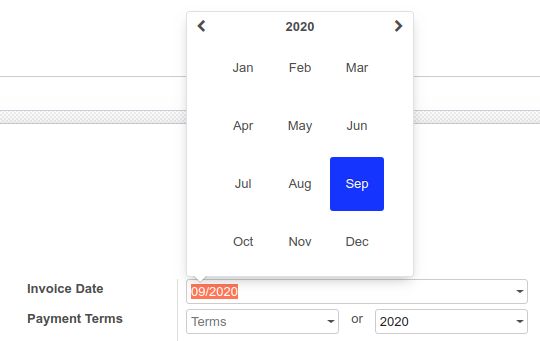 2020
Jan Feb Mar
Apr May Jun
Jul Aug Sep
Oct Nov Dec
Invoice Date 09/2020
Payment Terms Terms or 2020